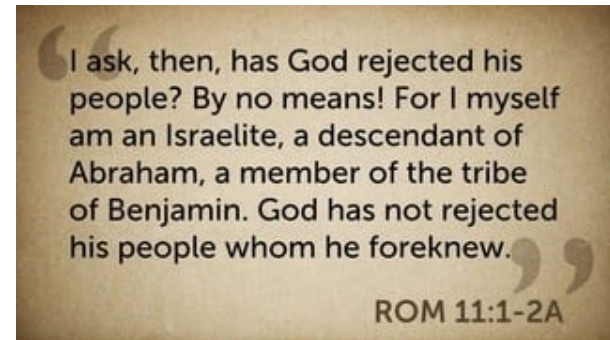 I ask, then, has God rejected his
people? By no means! For I myself
am an Israelite, a descendant of
Abraham, a member of the tribe
of Benjamin. God has not rejected
his people whom he foreknew.
ROM 11:1-2A